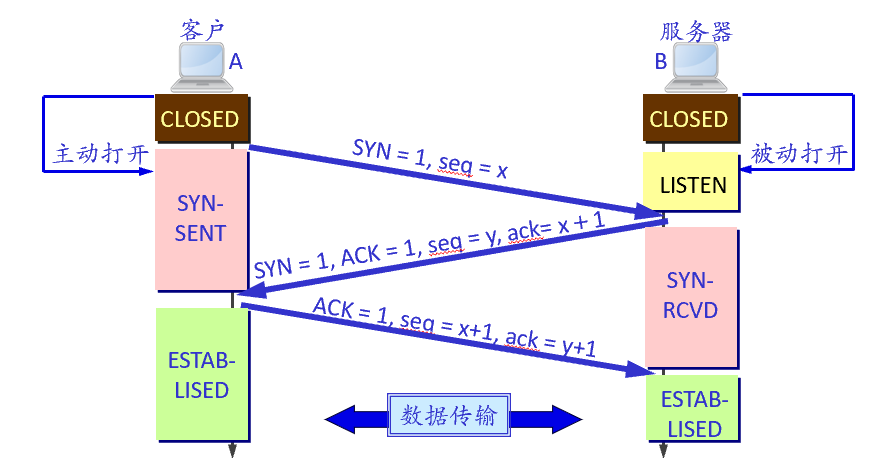 客户
服务器
A
B
CLOSED
CLOSED
主动打开
被动打开
SYN = 1, seq = x
LISTEN
SYN-
SENT
SYN = 1, ACK = 1, seq = y, ack= x + 1
SYN-
RCVD
ACK = 1, seq = x+1, ack = y+1
ESTAB-
LISED
ESTAB-
LISED
数据传输